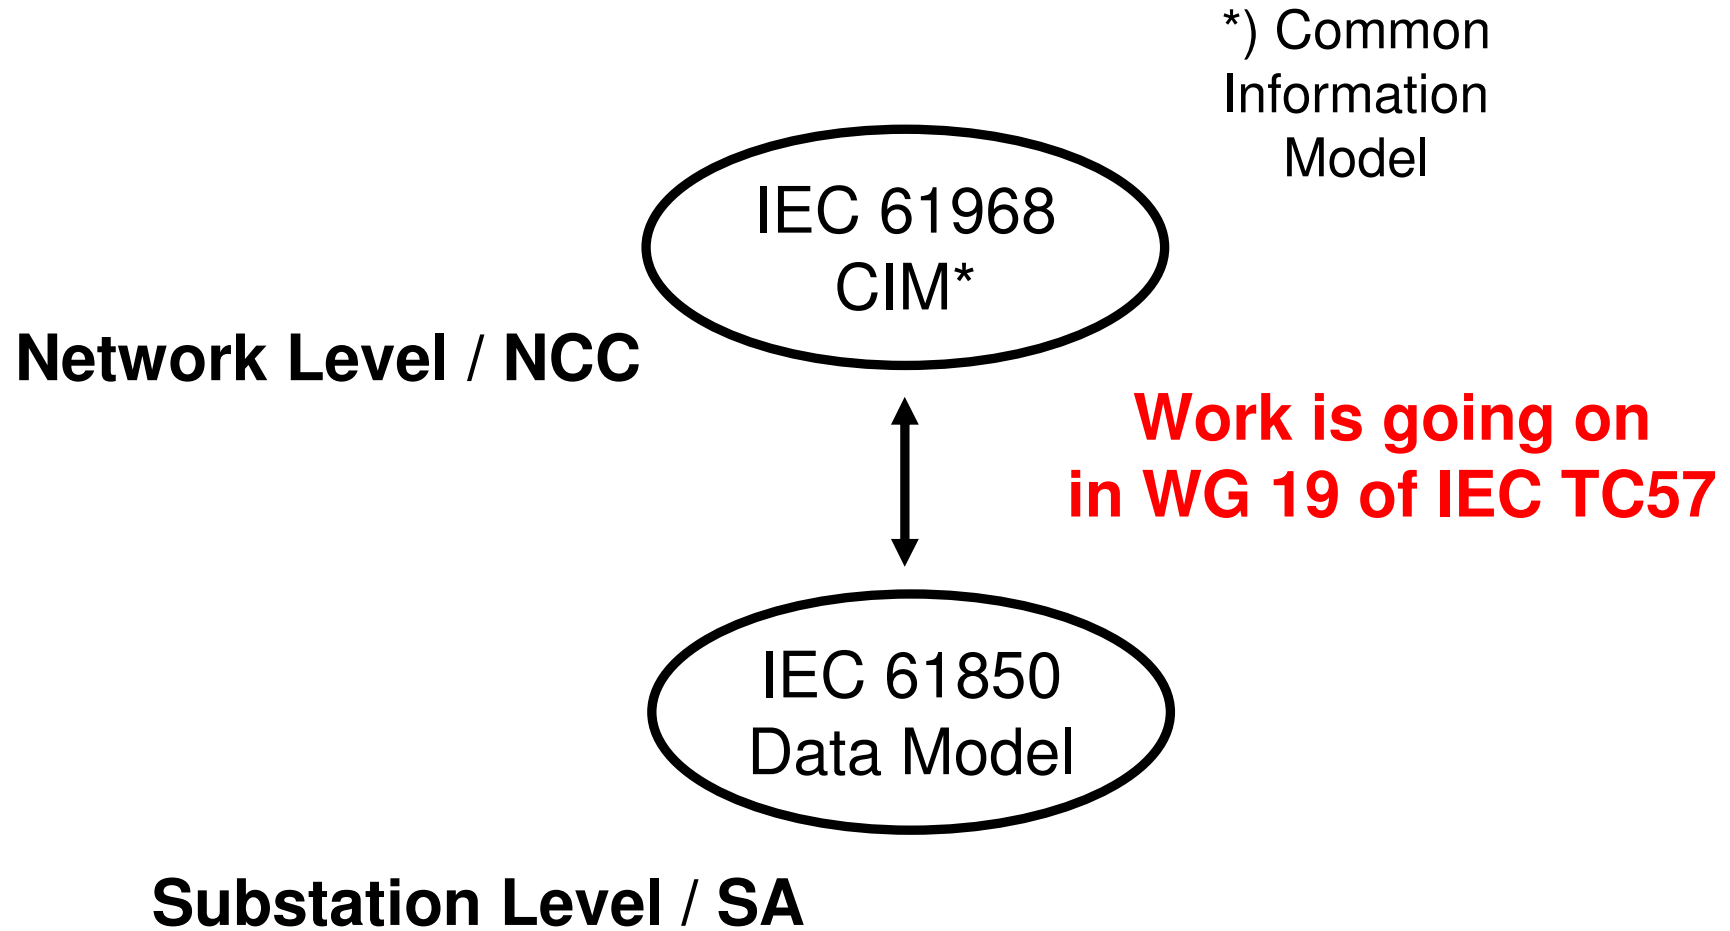 *) Common
Information
Model
IEC 61968
CIM*
Network Level / NCC
Work is going on
in WG 19 of IEC TC57
IEC 61850
Data Model
Substation Level / SA